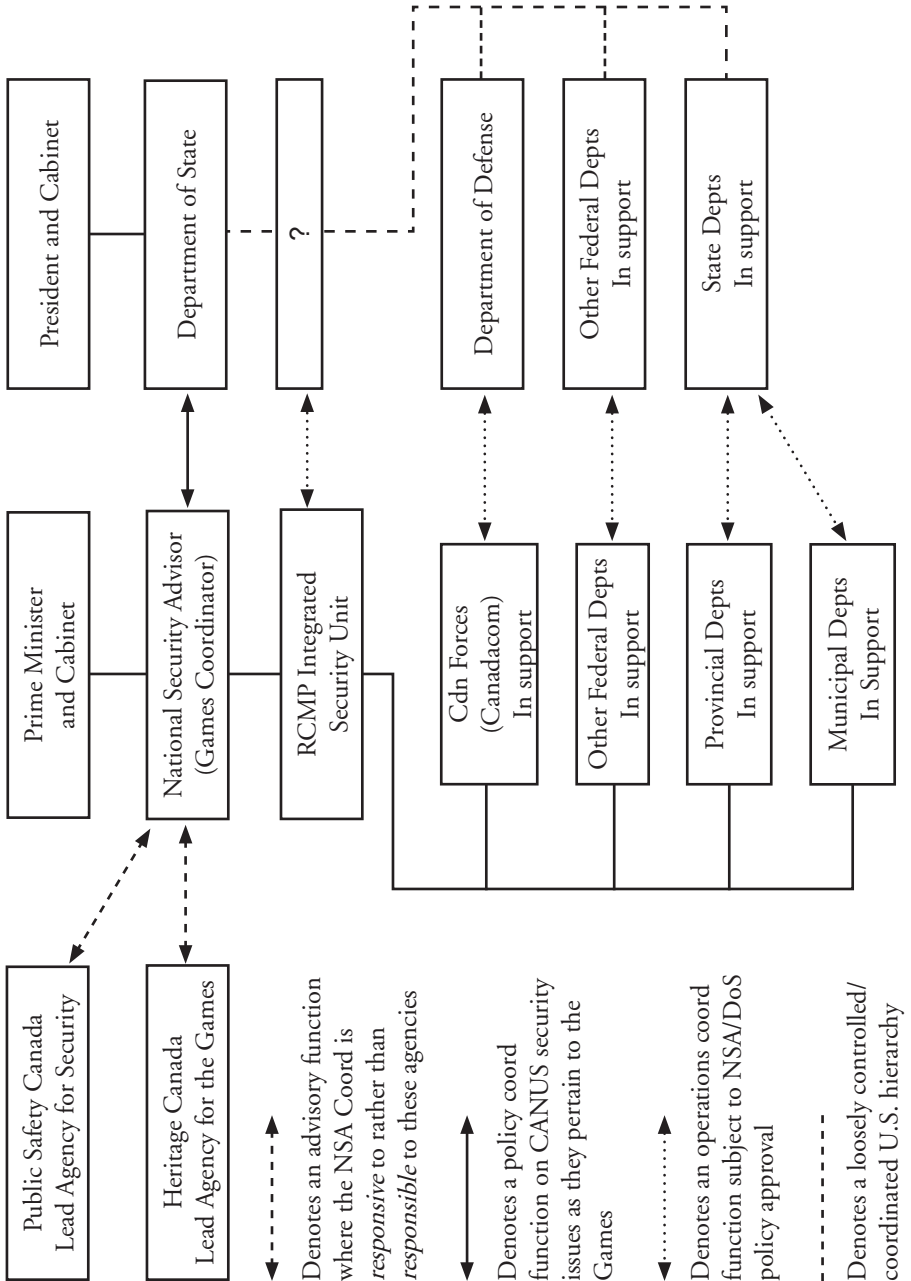 Public Safety Canada
Lead Agency for Security
Heritage Canada
Lead Agency for the Games
Prime Minister
and Cabinet
National Security Advisor
(Games Coordinator)
RCMP Integrated
Security Unit
Cdn Forces
(Canadacom)
In support
Other Federal Depts
In support
Provincial Depts
In support
Municipal Depts
In Support
President and Cabinet
Department of State
?
Department of Defense
Other Federal Depts
In support
State Depts
In support
Denotes an advisory function
where the NSA Coord is
responsive to rather than
responsible to these agencies
Denotes a policy coord
function on CANUS security
issues as they pertain to the
Games
Denotes an operations coord
function subject to NSA/DoS
policy approval
Denotes a loosely controlled/
coordinated U.S. hierarchy